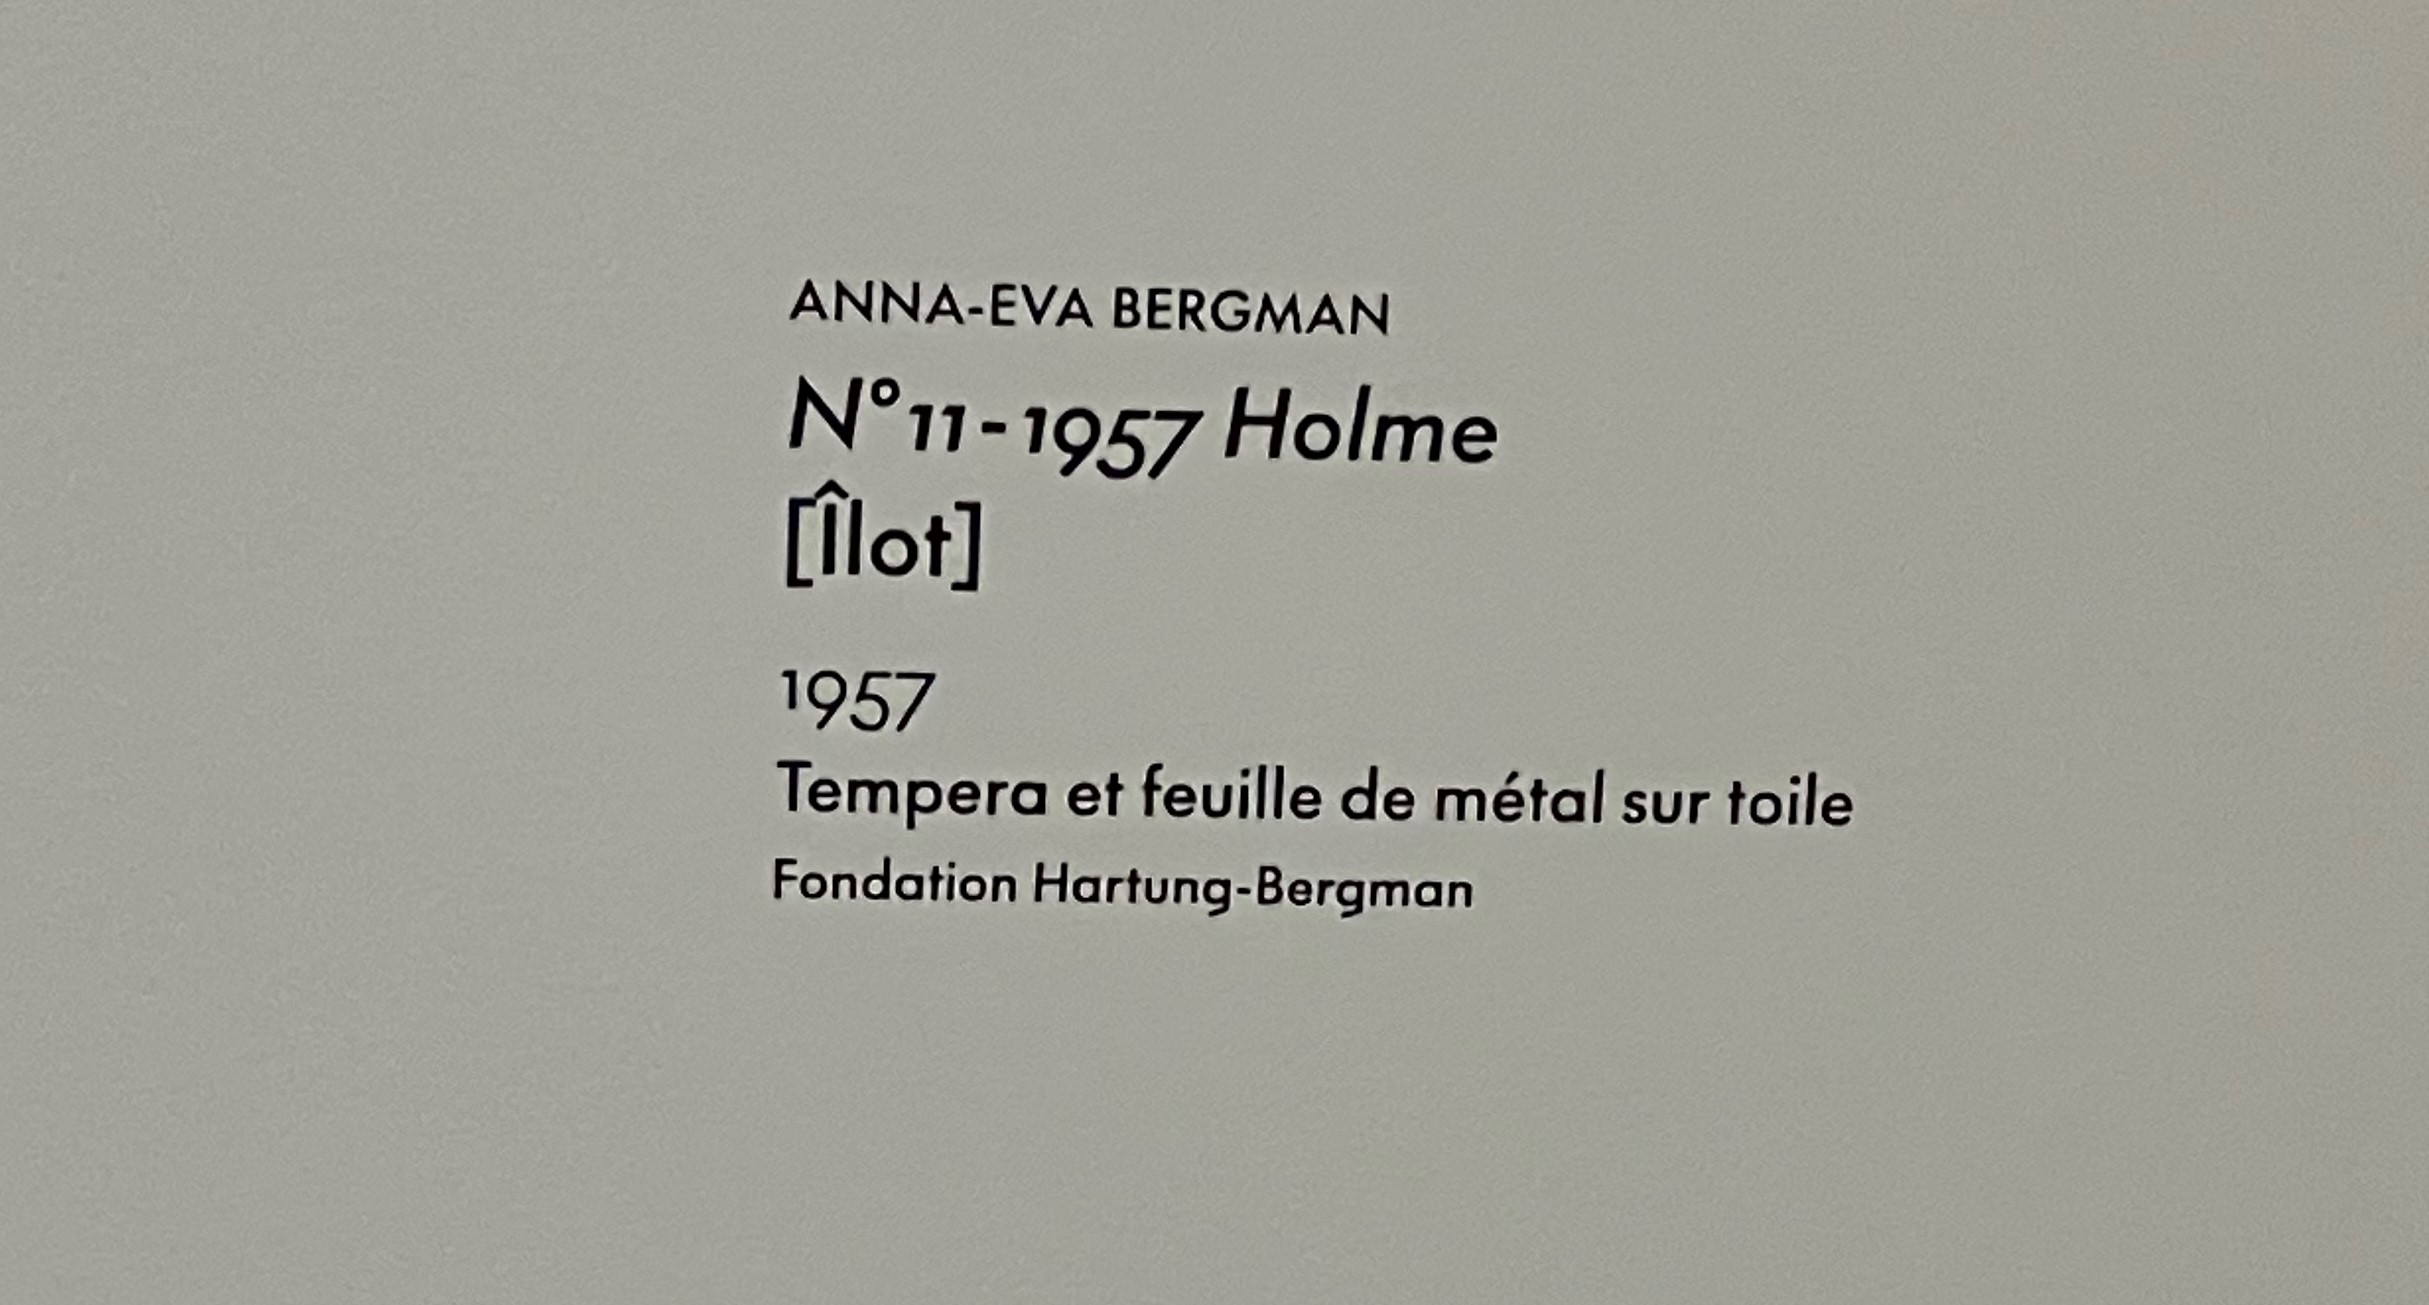 ANNA-EVA BERGMAN
N° 11 - 1957 Holme
[Îlot]
1957
Tempera et feuille de métal sur toile
Fondation Hartung-Bergman